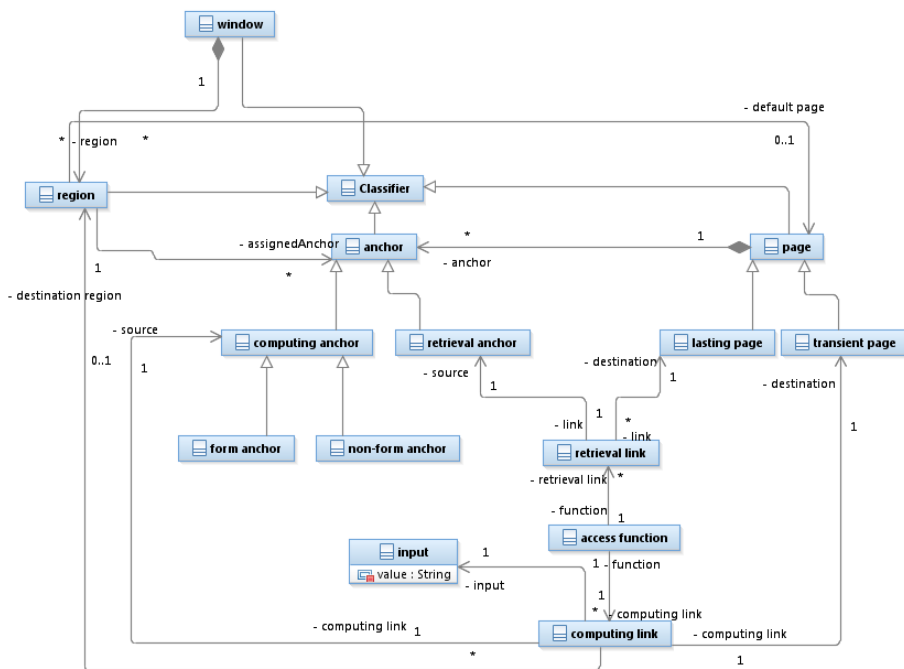 window
1
- default page
* - region
*
0..1
Classifier
region
- assignedAnchor
*
1
anchor
page
1
- anchor
*
- destination region
- source
computing anchor
retrieval anchor
lasting page
transient page
1
0..1
- source
- destination
1
- destination
1
1
*
1
- link
- link
form anchor
non-form anchor
retrieval link
- retrieval link
*
- function
1
access function
input
1
1
- function
value : String
- input
1
*
- computing link
- computing link
1
computing link
- computing link
*
1